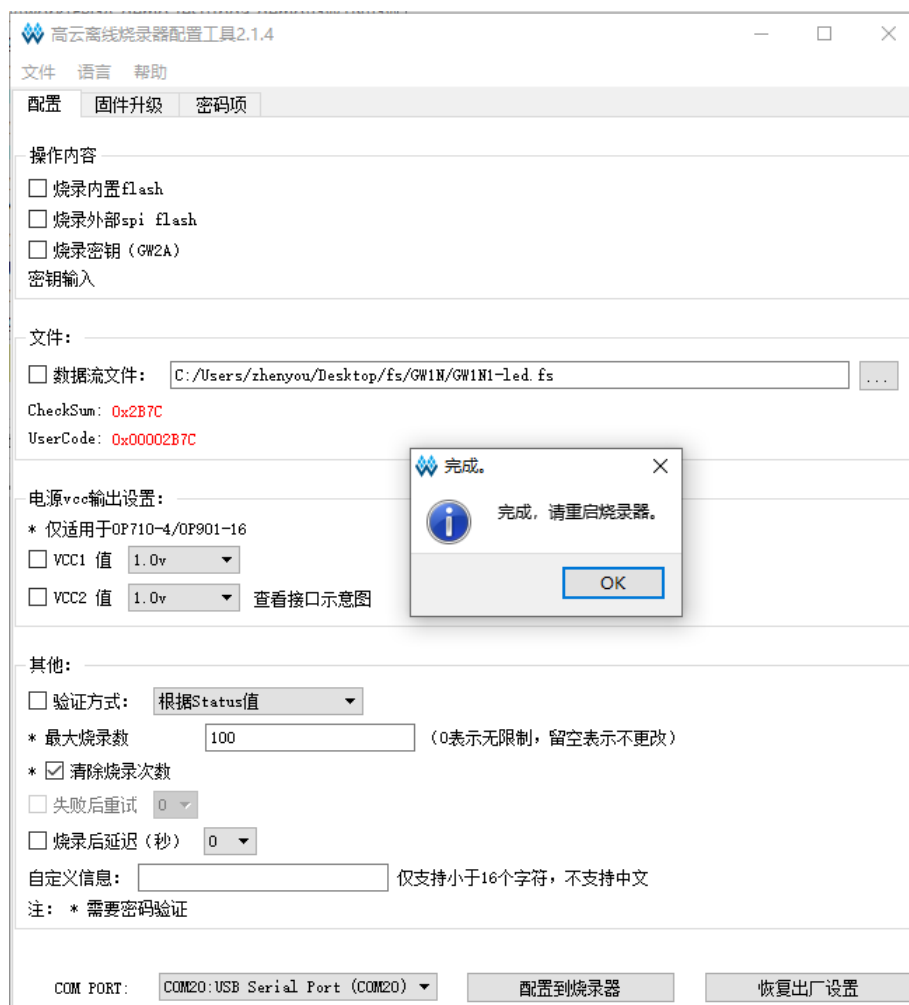 高云离线烧录器配置工具2.1.4
文件 语言 帮助
配置 固件升级 密码项
操作内容
烧录内置flash
烧录外部spi flash
烧录密钥（GW2A）
密钥输入
文件:
数据流文件: C:/Users/zhenyou/Desktop/fs/GW1N/GW1N1-led.fs ...
CheckSum: 0x2B7C
UserCode: 0x00002B7C
完成。
完成，请重启烧录器。
OK
电源vcc输出设置:
* 仅适用于OP710-4/OP901-16
VCC1 值 1.0v
VCC2 值 1.0v 查看接口示意图
其他:
验证方式: 根据Status值
* 最大烧录数 100 （0表示无限制，留空表示不更改）
* 清除烧录次数
失败后重试 0
烧录后延迟（秒） 0
自定义信息: 仅支持小于16个字符，不支持中文
注: * 需要密码验证
COM PORT: COM20:USB Serial Port (COM20) 配置到烧录器 恢复出厂设置